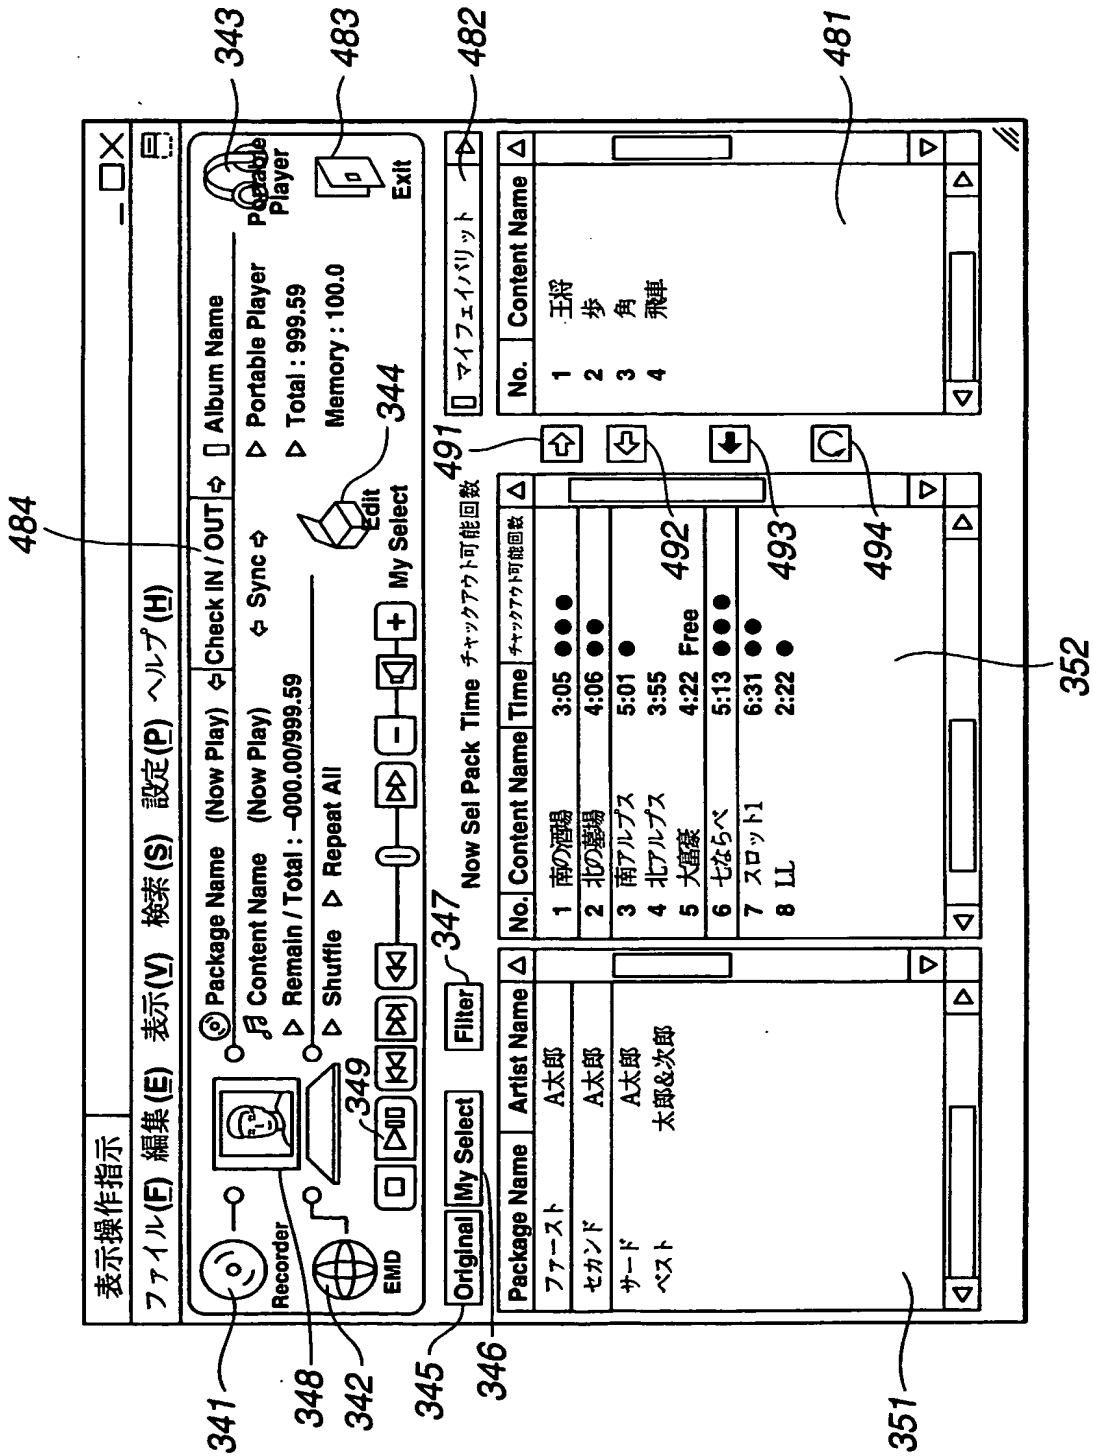 484
表示操作指示
ファイル(F) 編集(E) 表示(V) 検索(S) 設定(P) ヘルプ(H)
341
Recorder
348
342
EMD
Package Name (Now Play) ⇦ Check IN / OUT ⇨ Album Name
Content Name (Now Play) ⇦ Sync ⇨ ▷ Portable Player
▷ Remain / Total : –000.00/999.59 ▷ Total : 999.59
▷ Shuffle ▷ Repeat All Memory : 100.0
Portable
Player
343
Exit
483
Edit
344
My Select
349
345
Original My Select
346
Filter
347
Now Sel Pack Time チャックアウト可能回数
491
マイフェイバリット
482
Package Name Artist Name
ファースト A太郎
セカンド A太郎
サード A太郎
ベスト 太郎&次郎
351
No. Content Name Time チャックアウト可能回数
1 南の酒場 3:05 ●●●
2 北の墓場 4:06 ●●
3 南アルプス 5:01 ●
4 北アルプス 3:55
5 大富豪 4:22 Free
6 七ならべ 5:13 ●●●
7 スロット1 6:31 ●●
8 LL 2:22 ●
352
492
493
494
No. Content Name
1 王将
2 歩
3 角
4 飛車
481